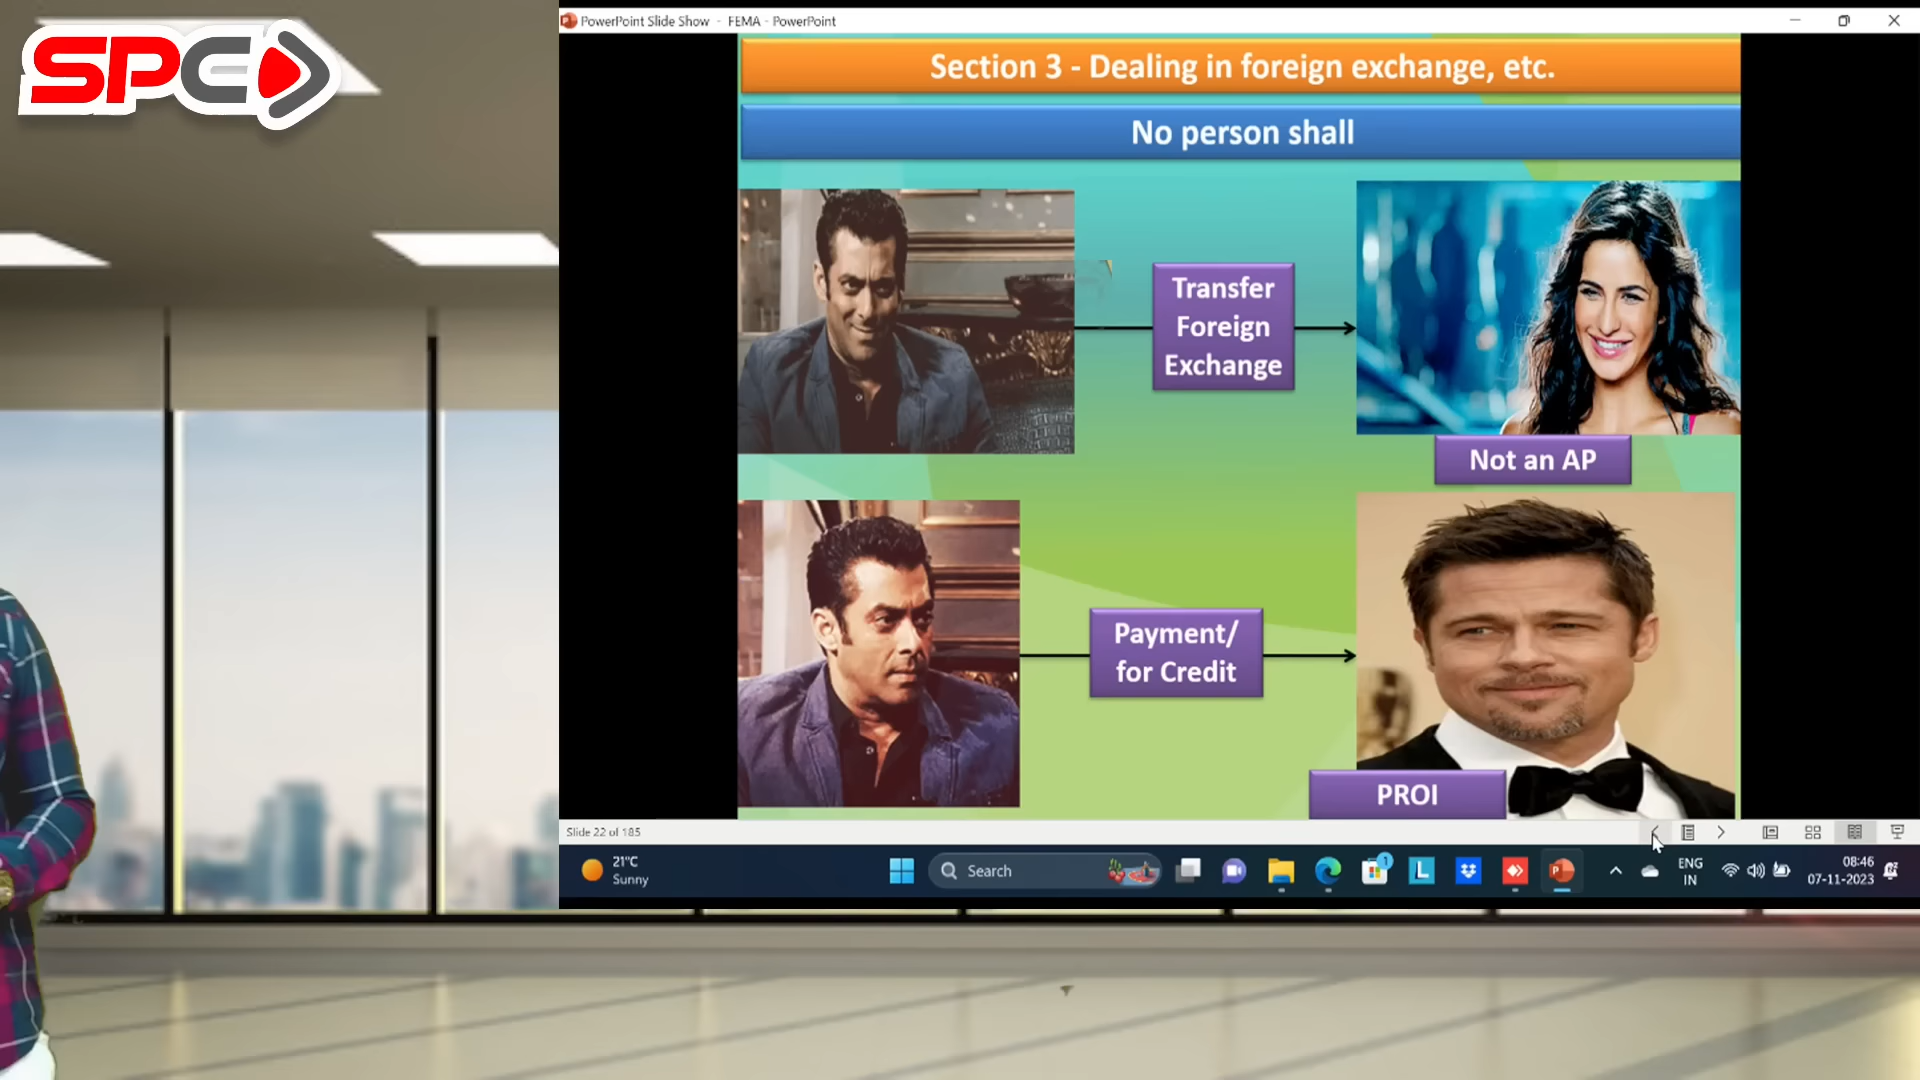 SPC
PowerPoint Slide Show - FEMA - PowerPoint
Section 3 - Dealing in foreign exchange, etc.
No person shall
Transfer
Foreign
Exchange
Not an AP
Payment/
for Credit
PROI
Slide 22 of 185
21°C
Sunny
Search
1
L
P
ENG
IN
08:46
07-11-2023